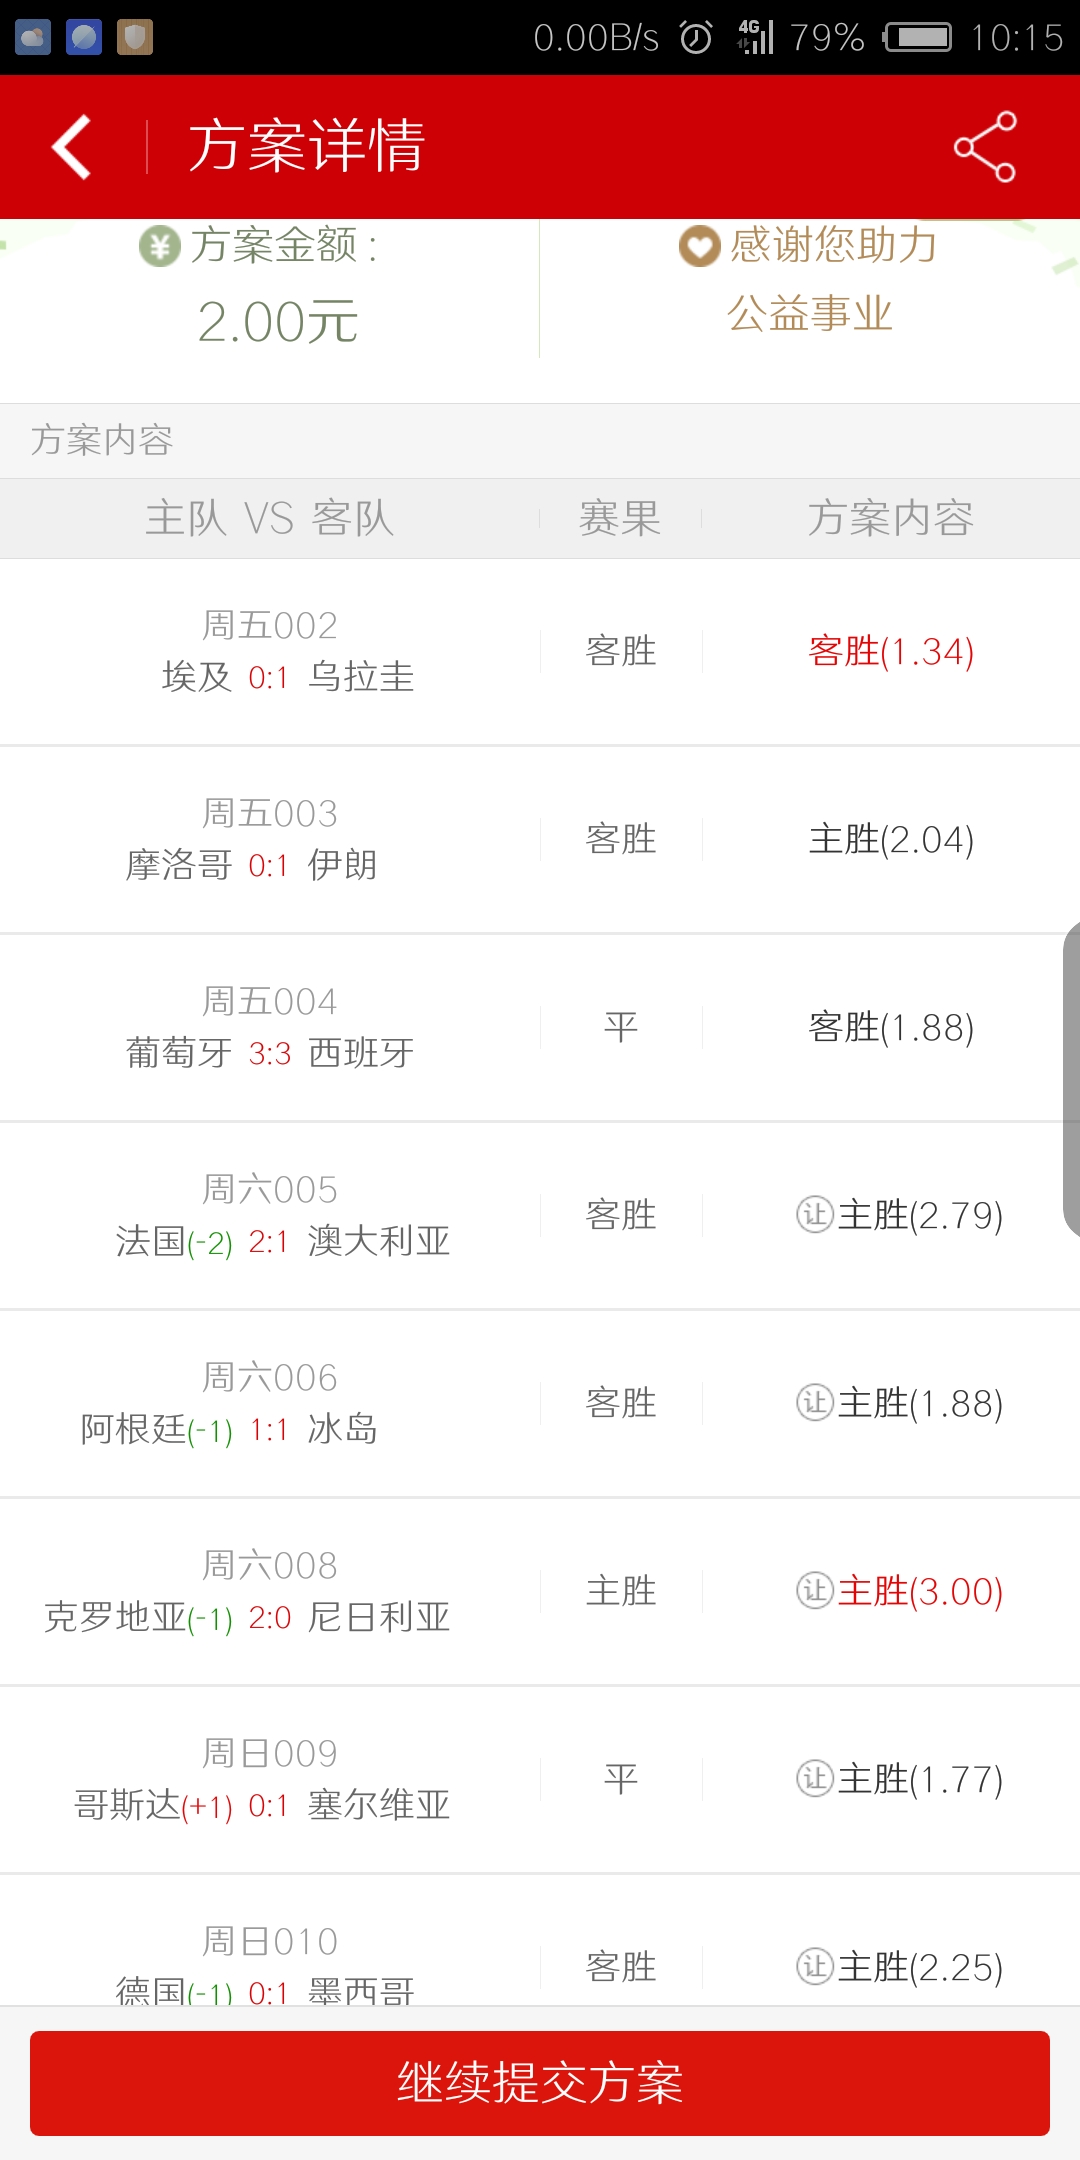 0.00B/s 4G 79% 10:15
方案详情
方案金额：
2.00元
感谢您助力
公益事业
方案内容
主队 VS 客队 赛果 方案内容
周五002
埃及 0:1 乌拉圭 客胜 客胜(1.34)
周五003
摩洛哥 0:1 伊朗 客胜 主胜(2.04)
周五004
葡萄牙 3:3 西班牙 平 客胜(1.88)
周六005
法国(-2) 2:1 澳大利亚 客胜 让主胜(2.79)
周六006
阿根廷(-1) 1:1 冰岛 客胜 让主胜(1.88)
周六008
克罗地亚(-1) 2:0 尼日利亚 主胜 让主胜(3.00)
周日009
哥斯达(+1) 0:1 塞尔维亚 平 让主胜(1.77)
周日010
德国(-1) 0:1 墨西哥 客胜 让主胜(2.25)
继续提交方案